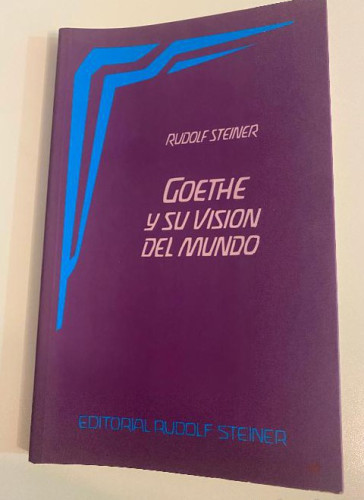 RUDOLF STEINER
GOETHE
Y SU VISION
DEL MUNDO
EDITORIAL RUDOLF STEINER